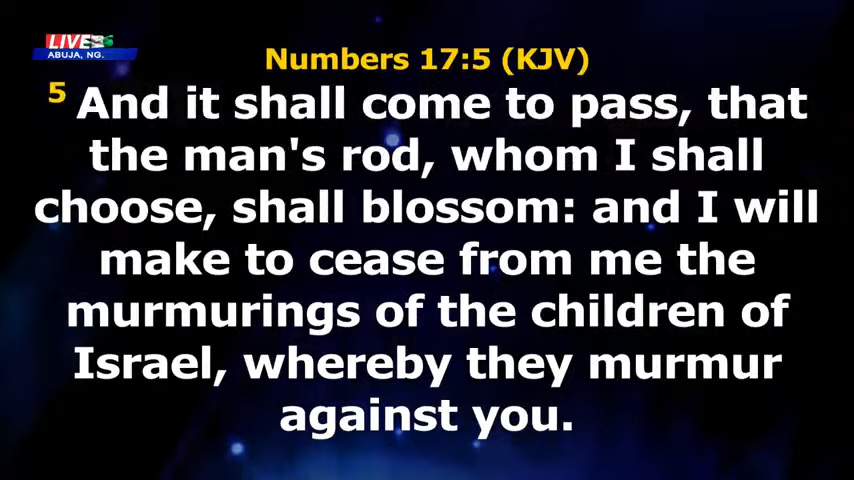 LIVE
ABUJA, NG.
Numbers 17:5 (KJV)
5 And it shall come to pass, that
the man's rod, whom I shall
choose, shall blossom: and I will
make to cease from me the
murmurings of the children of
Israel, whereby they murmur
against you.